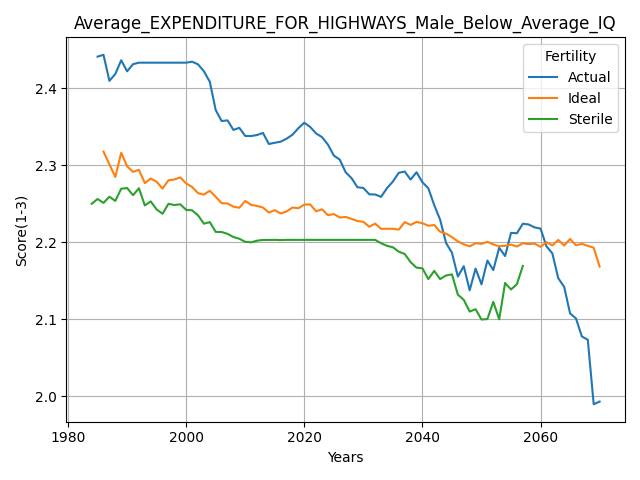 Average_EXPENDITURE_FOR_HIGHWAYS_Male_Below_Average_IQ
Fertility
Actual
Ideal
Sterile
Score(1-3)
2.4
2.3
2.2
2.1
2.0
1980
2000
2020
2040
2060
Years